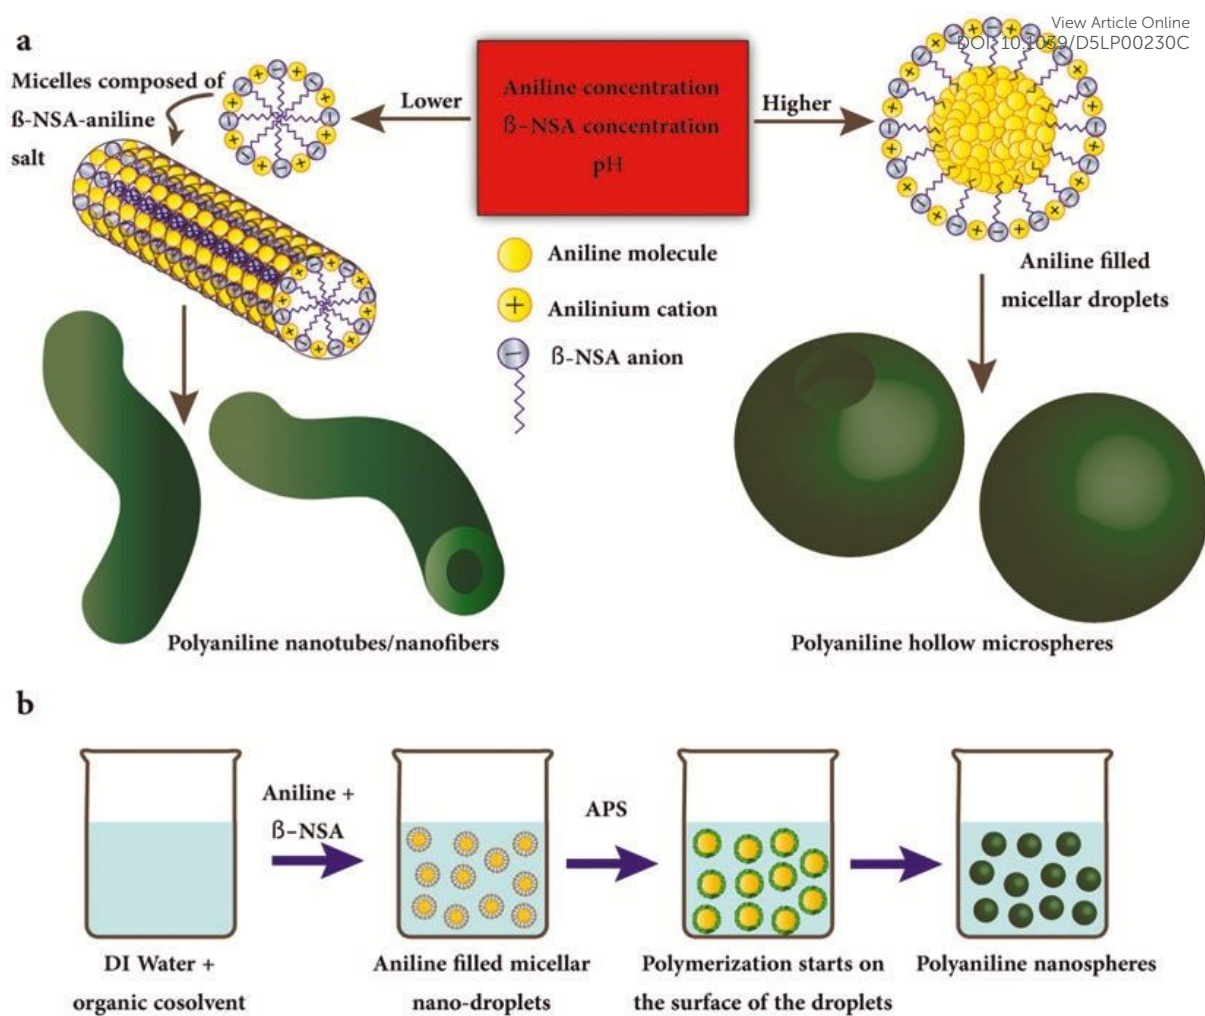 View Article Online
DOI: 10.1039/D5LP00230C
a
Micelles composed of
ß-NSA-aniline
salt
Lower
Aniline concentration
ß-NSA concentration
pH
Higher
Aniline molecule
Anilinium cation
ß-NSA anion
Aniline filled
micellar droplets
Polyaniline nanotubes/nanofibers
Polyaniline hollow microspheres
b
Aniline +
ß-NSA
APS
DI Water +
organic cosolvent
Aniline filled micellar
nano-droplets
Polymerization starts on
the surface of the droplets
Polyaniline nanospheres